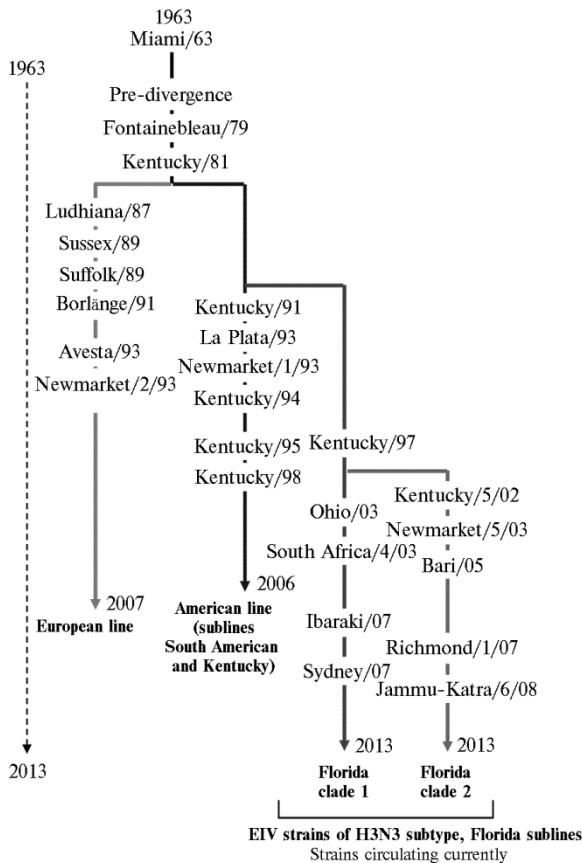 1963
Miami/63
1963
Pre-divergence
Fontainebleau/79
Kentucky/81
Ludhiana/87
Sussex/89
Suffolk/89
Borlänge/91
Avesta/93
Newmarket/2/93
2007
European line
Kentucky/91
La Plata/93
Newmarket/1/93
Kentucky/94
Kentucky/95
Kentucky/98
2006
American line
(sublines
South American
and Kentucky)
Kentucky/97
Ohio/03
South Africa/4/03
Ibaraki/07
Sydney/07
2013
Florida
clade 1
Kentucky/5/02
Newmarket/5/03
Bari/05
Richmond/1/07
Jammu-Katra/6/08
2013
Florida
clade 2
2013
EIV strains of H3N3 subtype, Florida sublines
Strains circulating currently